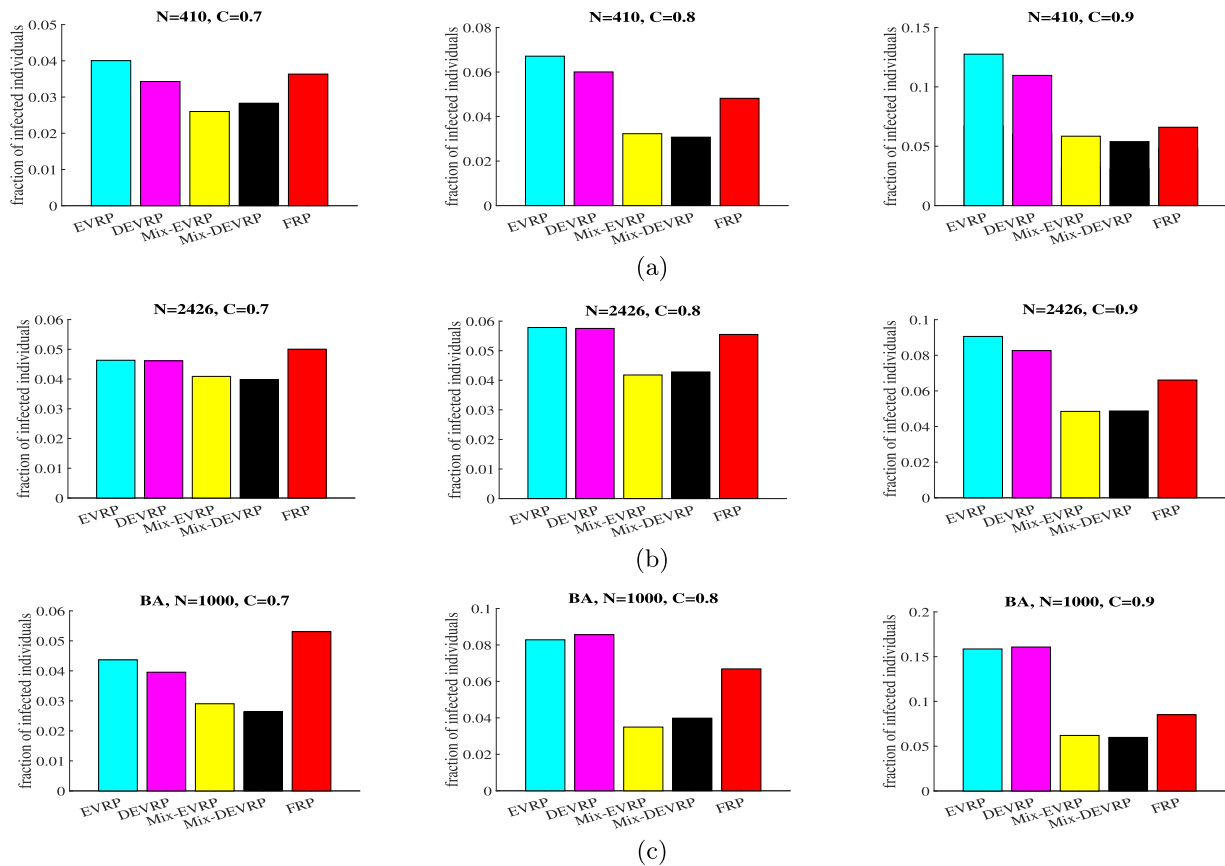 N=410, C=0.7
fraction of infected individuals
0.05
0.04
0.03
0.02
0.01
0
EVRP
DEVRP
Mix-EVRP
Mix-DEVRP
FRP
N=410, C=0.8
fraction of infected individuals
0.08
0.06
0.04
0.02
0
EVRP
DEVRP
Mix-EVRP
Mix-DEVRP
FRP
N=410, C=0.9
fraction of infected individuals
0.15
0.1
0.05
0
EVRP
DEVRP
Mix-EVRP
Mix-DEVRP
FRP
(a)
N=2426, C=0.7
fraction of infected individuals
0.06
0.05
0.04
0.03
0.02
0.01
0
EVRP
DEVRP
Mix-EVRP
Mix-DEVRP
FRP
N=2426, C=0.8
fraction of infected individuals
0.06
0.05
0.04
0.03
0.02
0.01
0
EVRP
DEVRP
Mix-EVRP
Mix-DEVRP
FRP
N=2426, C=0.9
fraction of infected individuals
0.1
0.08
0.06
0.04
0.02
0
EVRP
DEVRP
Mix-EVRP
Mix-DEVRP
FRP
(b)
BA, N=1000, C=0.7
fraction of infected individuals
0.06
0.05
0.04
0.03
0.02
0.01
0
EVRP
DEVRP
Mix-EVRP
Mix-DEVRP
FRP
BA, N=1000, C=0.8
fraction of infected individuals
0.1
0.08
0.06
0.04
0.02
0
EVRP
DEVRP
Mix-EVRP
Mix-DEVRP
FRP
BA, N=1000, C=0.9
fraction of infected individuals
0.2
0.15
0.1
0.05
0
EVRP
DEVRP
Mix-EVRP
Mix-DEVRP
FRP
(c)